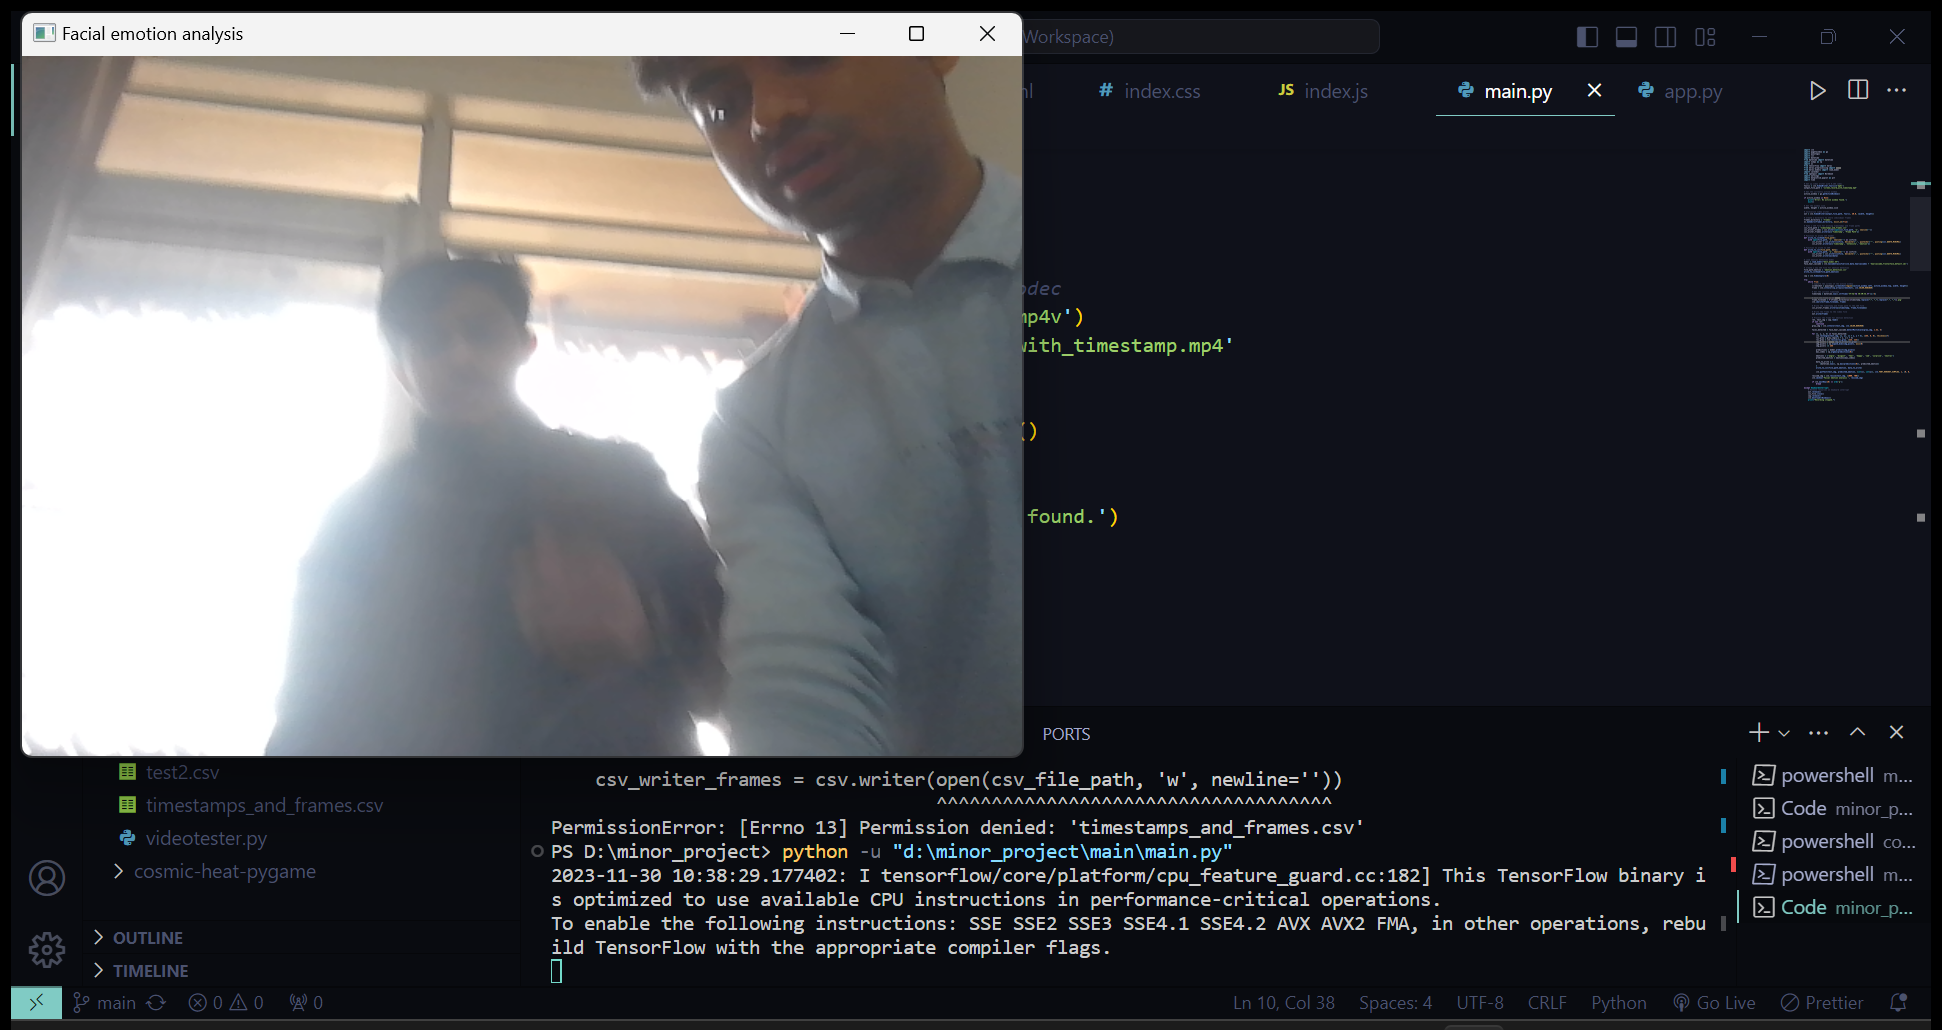 Facial emotion analysis
Workspace)
index.css
JS index.js
main.py
app.py
mp4v')
with_timestamp.mp4'
()
found.')
PORTS
test2.csv
timestamps_and_frames.csv
videotester.py
cosmic-heat-pygame
OUTLINE
TIMELINE
csv_writer_frames = csv.writer(open(csv_file_path, 'w', newline=''))
^^^^^^^^^^^^^^^^^^^^^^^^^^^^^^^^^^^^
PermissionError: [Errno 13] Permission denied: 'timestamps_and_frames.csv'
PS D:\minor_project> python -u "d:\minor_project\main\main.py"
2023-11-30 10:38:29.177402: I tensorflow/core/platform/cpu_feature_guard.cc:182] This TensorFlow binary i
s optimized to use available CPU instructions in performance-critical operations.
To enable the following instructions: SSE SSE2 SSE3 SSE4.1 SSE4.2 AVX AVX2 FMA, in other operations, rebu
ild TensorFlow with the appropriate compiler flags.
powershell m...
Code minor_p...
powershell co...
powershell m...
Code minor_p...
main
0 0
0
Ln 10, Col 38
Spaces: 4
UTF-8
CRLF
Python
Go Live
Prettier